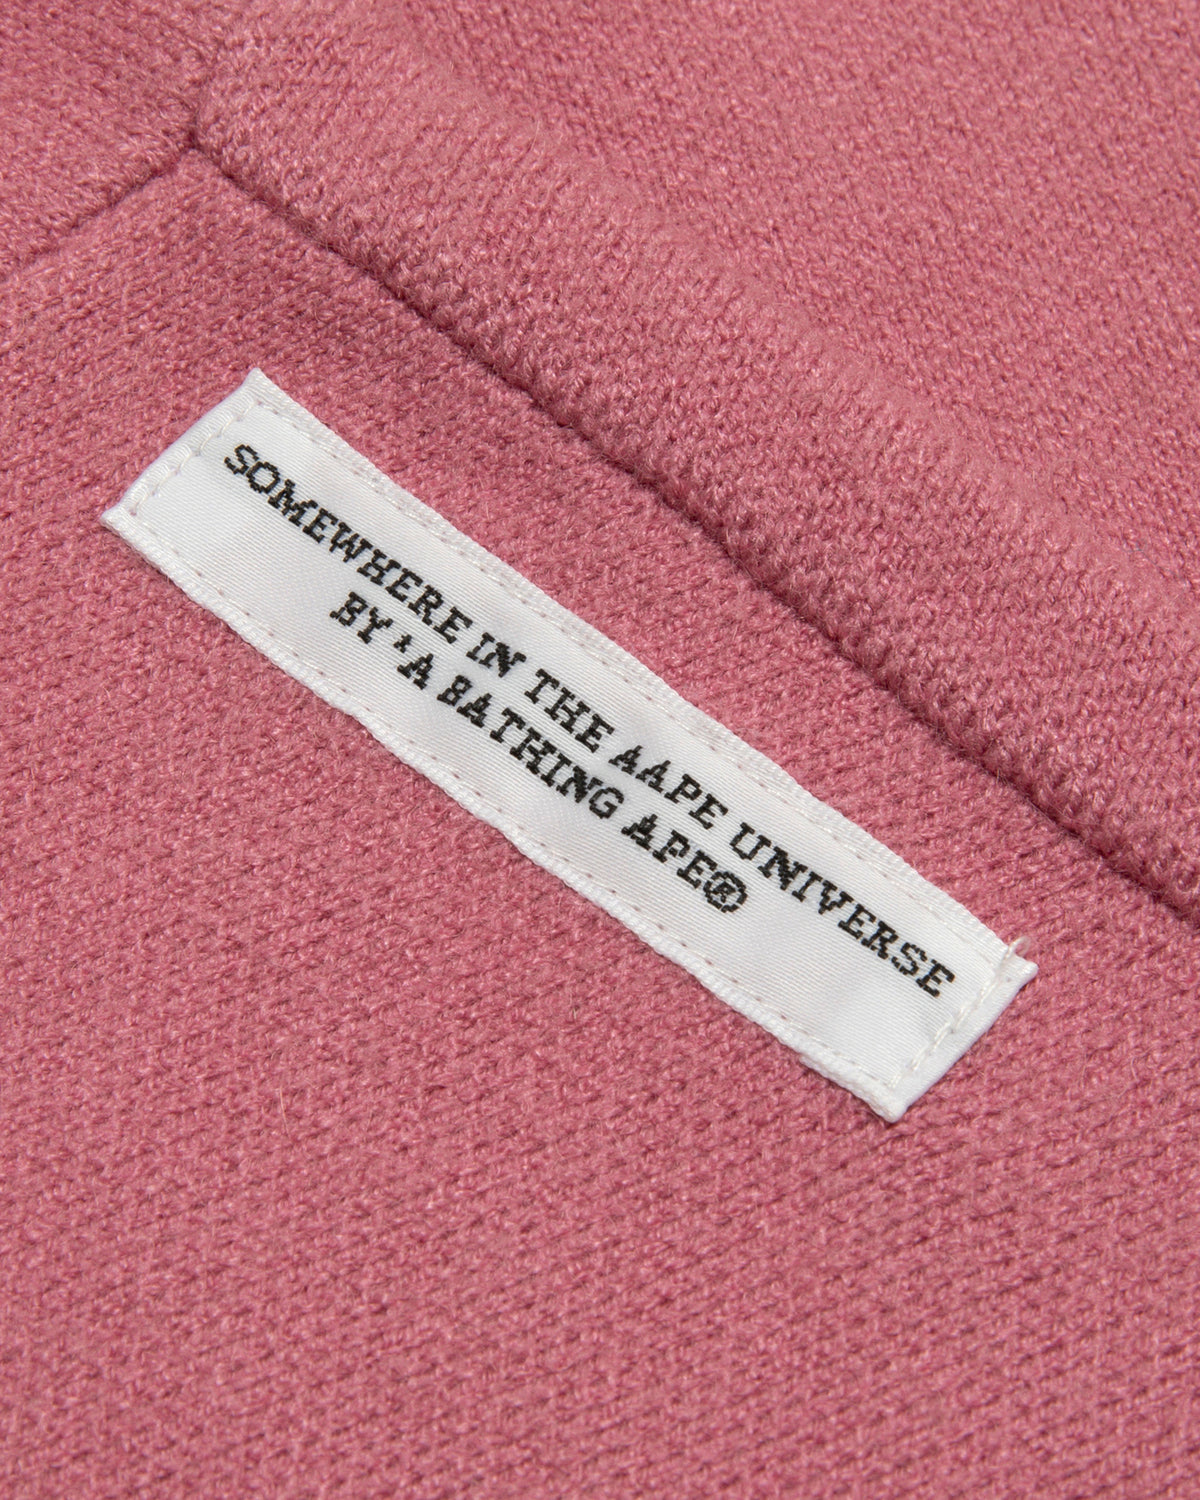 SOMEWHERE IN THE AAPE UNIVERSE
BY 'A BATHING APE®